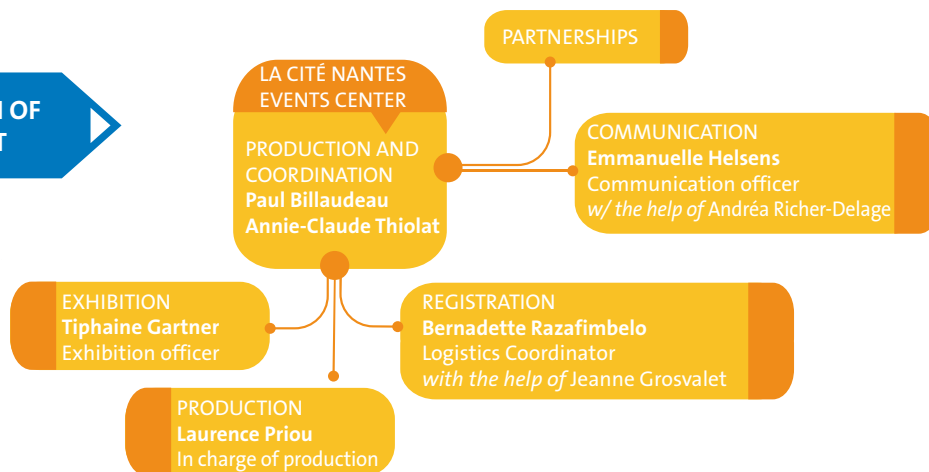 OF
T
PARTNERSHIPS
LA CITÉ NANTES
EVENTS CENTER
PRODUCTION AND
COORDINATION
Paul Billaudeau
Annie-Claude Thiolat
COMMUNICATION
Emmanuelle Helsens
Communication officer
w/ the help of Andréa Richer-Delage
EXHIBITION
Tiphaine Gartner
Exhibition officer
REGISTRATION
Bernadette Razafimbelo
Logistics Coordinator
with the help of Jeanne Grosvalet
PRODUCTION
Laurence Priou
In charge of production